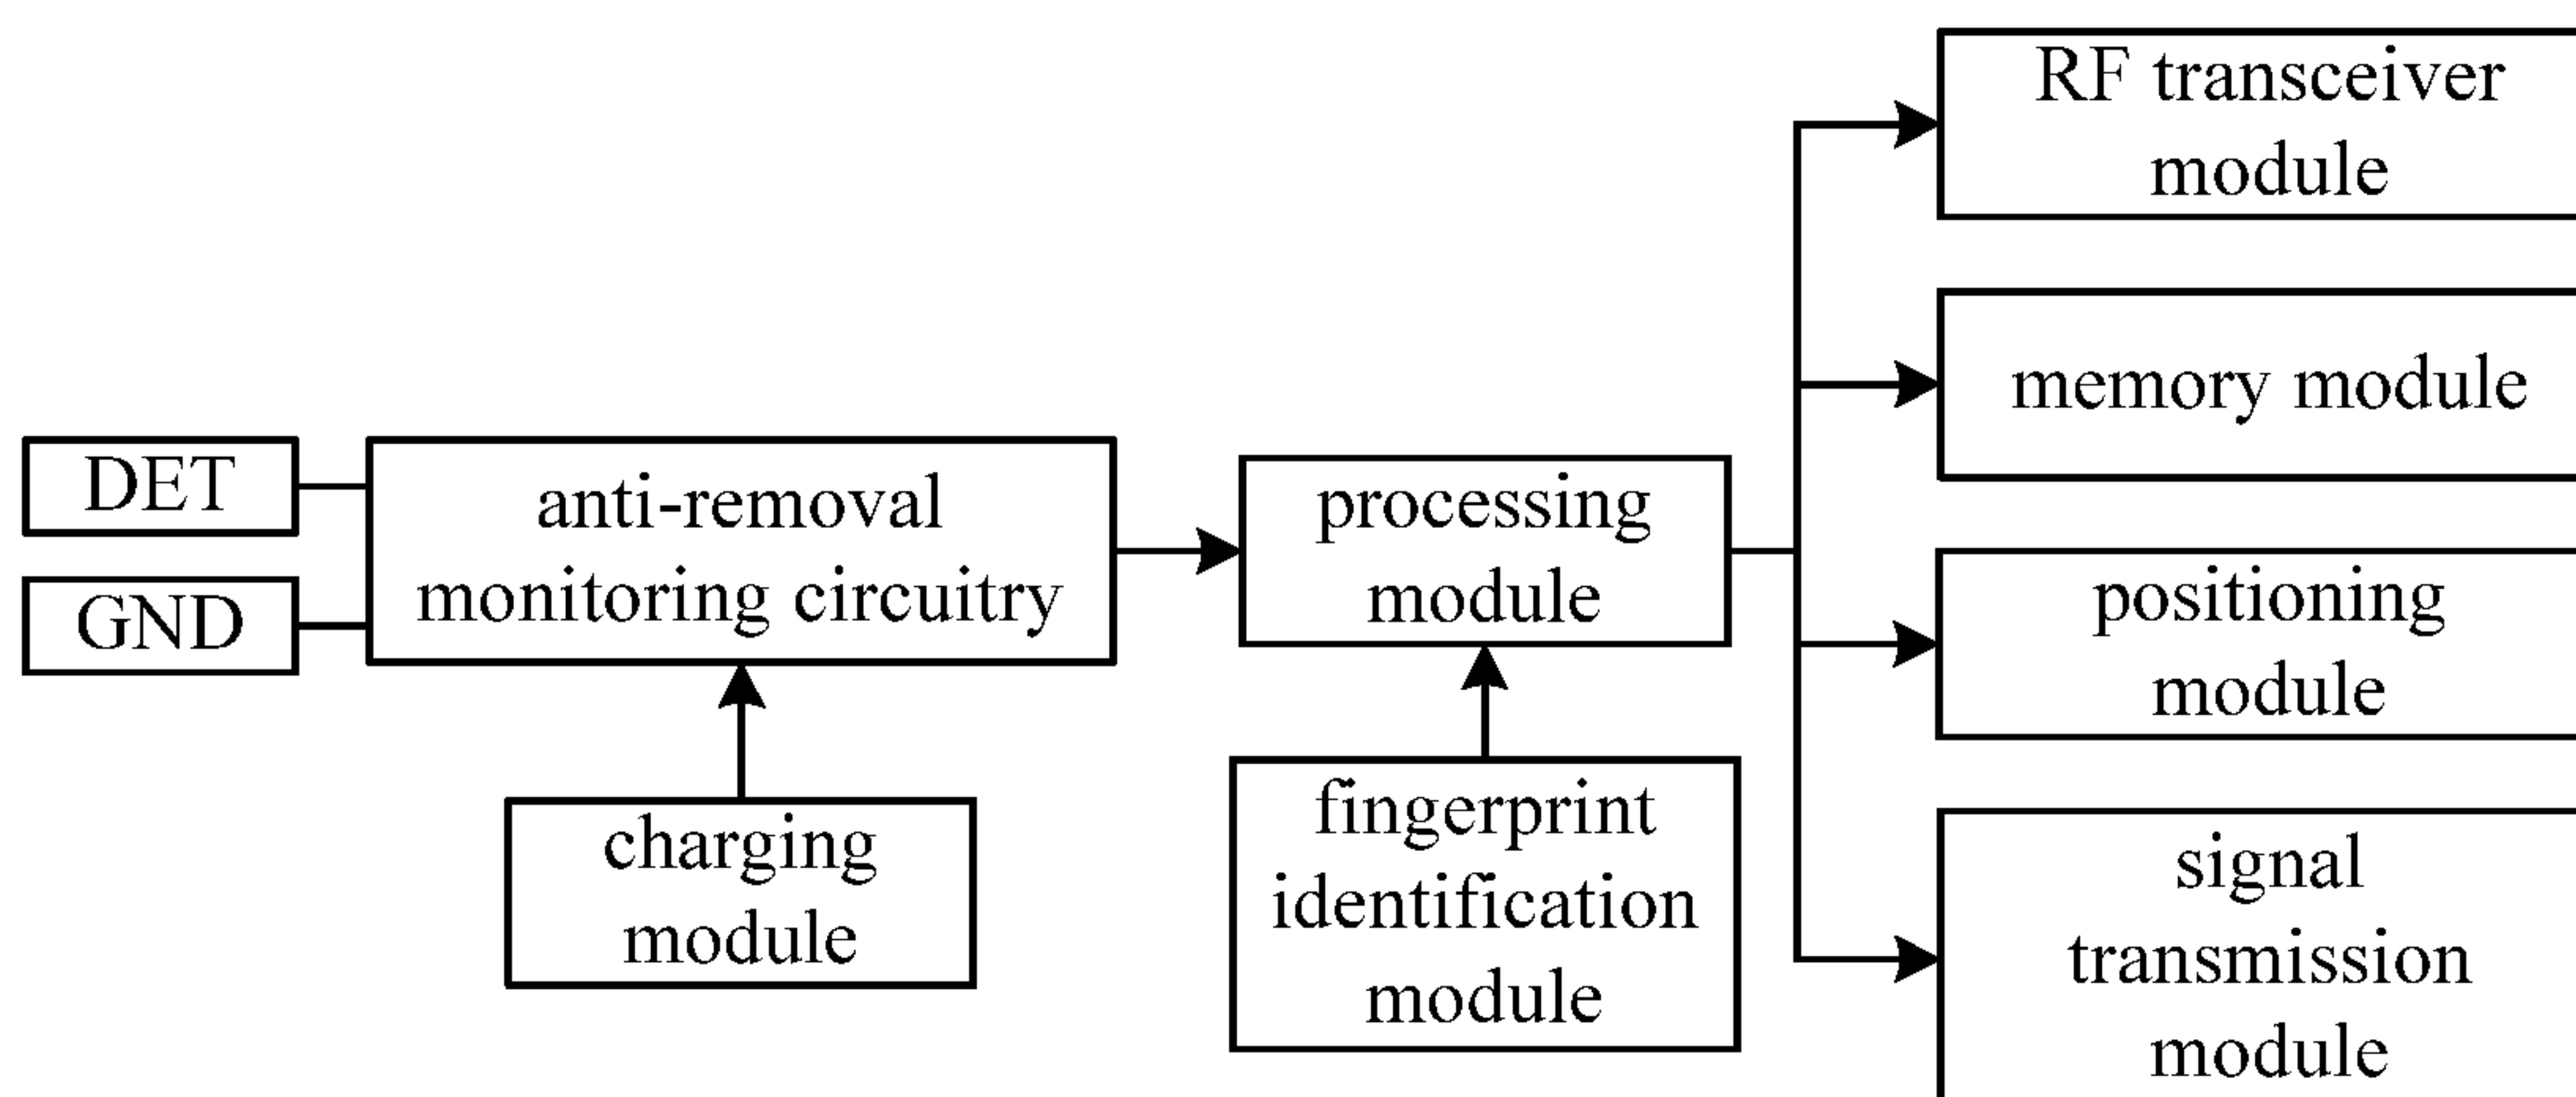 RF transceiver
module
memory module
DET
GND
anti-removal
monitoring circuitry
processing
module
positioning
module
charging
module
fingerprint
identification
module
signal
transmission
module